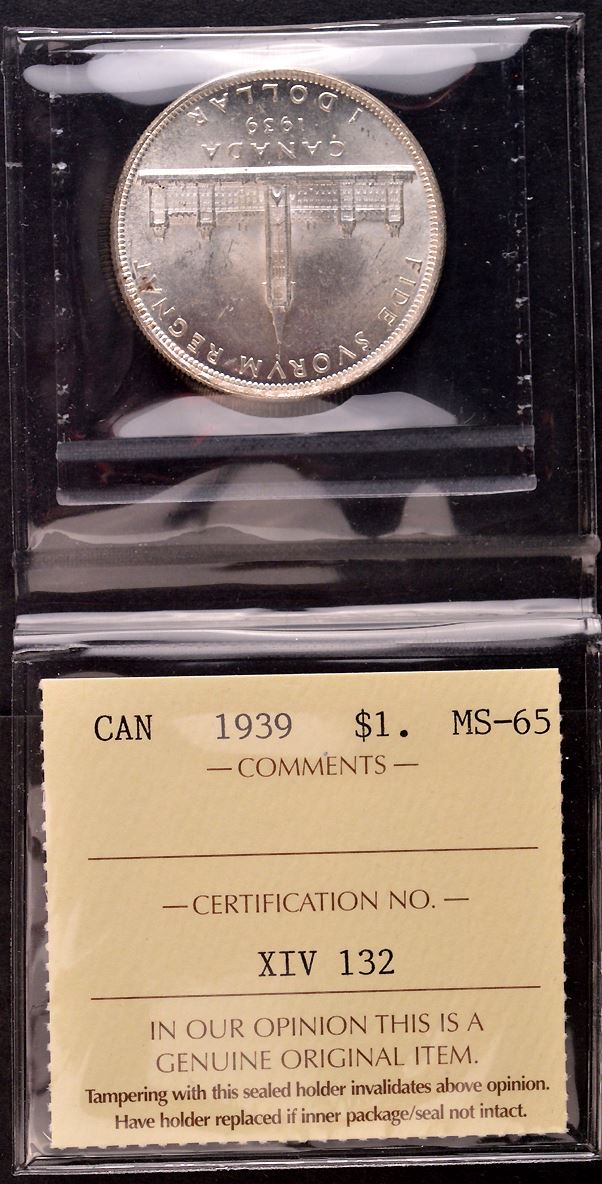 FIDE SVORVM REGNAT
CANADA
1939
1 DOLLAR
CAN 1939 $1. MS-65
— COMMENTS —
— CERTIFICATION NO. —
XIV 132
IN OUR OPINION THIS IS A
GENUINE ORIGINAL ITEM.
Tampering with this sealed holder invalidates above opinion.
Have holder replaced if inner package/seal not intact.